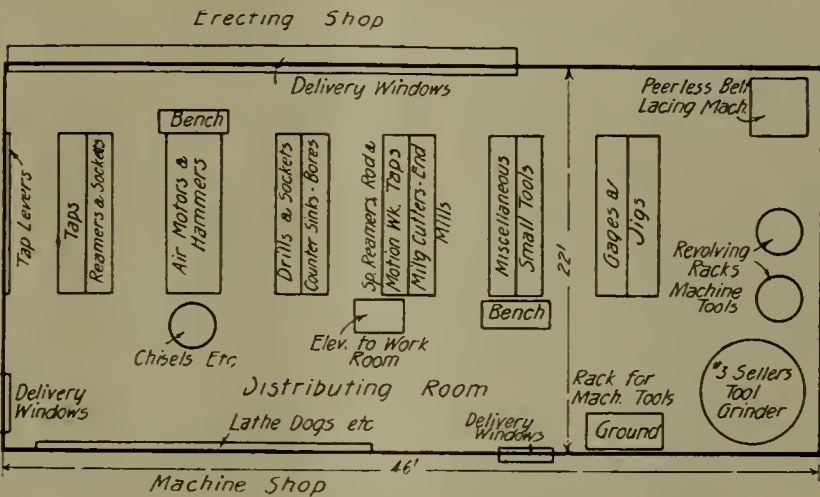 Erecting Shop
Delivery Windows
Peerless Belt
Lacing Mach.
Bench
Tap Levers
Taps
Reamers & Sockets
Air Motors &
Hammers
Drills & Sockets
Counter Sinks - Bores
Sp. Reamers, Rod &
Motion Wk. Taps
Mill'g Cutters - End
Mills
Miscellaneous
Small Tools
22'
Gages &
Jigs
Revolving
Racks
Machine
Tools
Bench
Chisels Etc.
Elev. to Work
Room
Delivery
Windows
Distributing Room
Rack for
Mach. Tools
#3 Sellers
Tool
Grinder
Lathe Dogs etc
Delivery
Windows
Ground
46'
Machine Shop